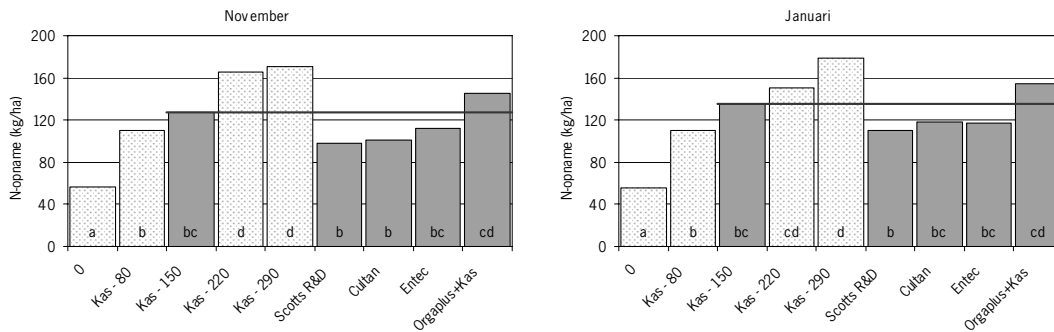 November
N-opname (kg/ha)
200
160
120
80
40
0
a b bc d d b b bc cd
0 Kas - 80 Kas - 150 Kas - 220 Kas - 290 Scotts R&D Cultan Entec Orgaplus+Kas
Januari
N-opname (kg/ha)
200
160
120
80
40
0
a b bc cd d b bc bc cd
0 Kas - 80 Kas - 150 Kas - 220 Kas - 290 Scotts R&D Cultan Entec Orgaplus+Kas